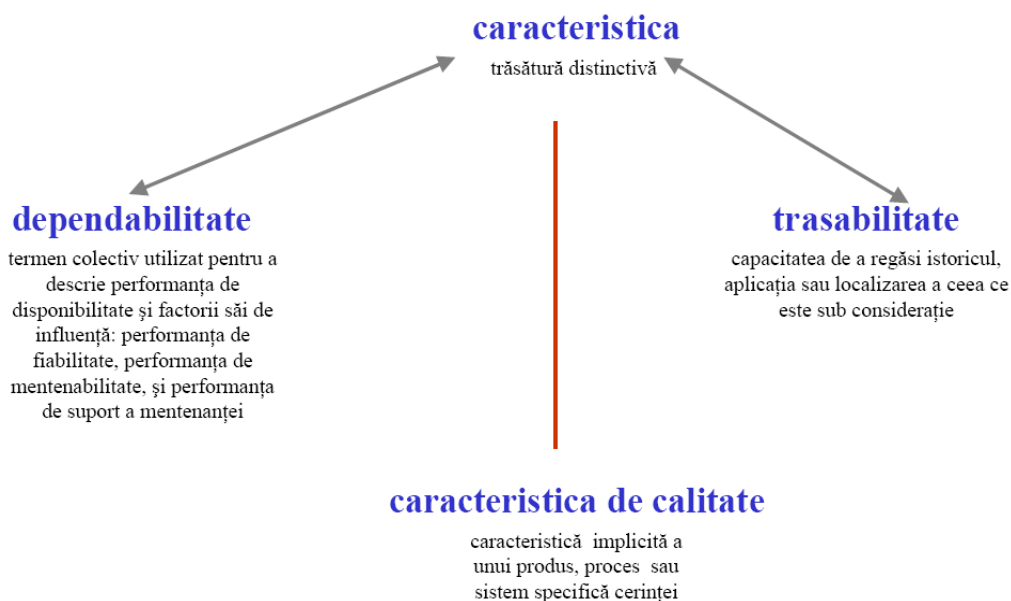 caracteristica
trăsătură distinctivă
dependabilitate
termen colectiv utilizat pentru a
descrie performanța de
disponibilitate şi factorii săi de
influență: performanța de
fiabilitate, performanța de
mentenabilitate, şi performanța
de suport a mentenanței
trasabilitate
capacitatea de a regăsi istoricul,
aplicația sau localizarea a ceea ce
este sub considerație
caracteristica de calitate
caracteristică implicită a
unui produs, proces sau
sistem specifică cerinței